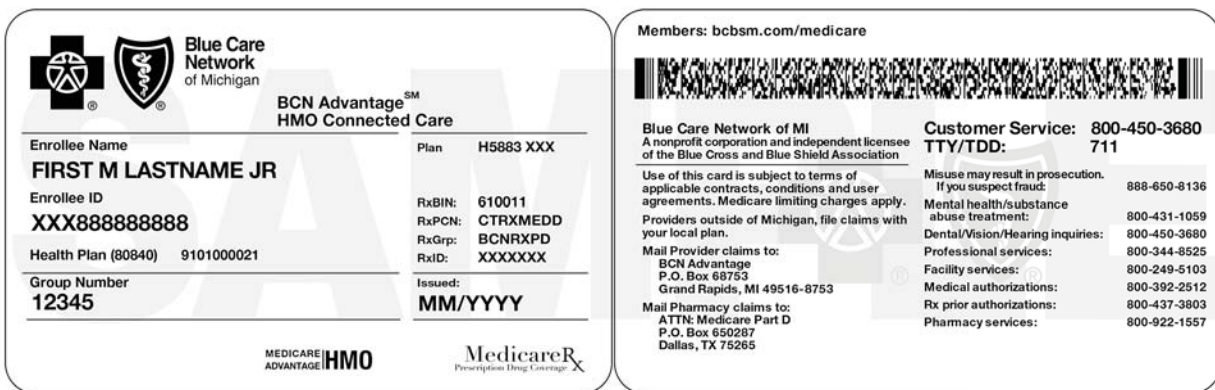 Blue Care
Network
of Michigan
BCN Advantage℠
HMO Connected Care
Enrollee Name
FIRST M LASTNAME JR
Enrollee ID
XXX888888888
Health Plan (80840) 9101000021
Group Number
12345
Plan H5883 XXX
RxBIN: 610011
RxPCN: CTRXMEDD
RxGrp: BCNRXPD
RxID: XXXXXXX
Issued:
MM/YYYY
MEDICARE ADVANTAGE HMO
MedicareRx
Prescription Drug Coverage
Members: bcbsm.com/medicare
Blue Care Network of MI
A nonprofit corporation and independent licensee
of the Blue Cross and Blue Shield Association
Use of this card is subject to terms of
applicable contracts, conditions and user
agreements. Medicare limiting charges apply.
Providers outside of Michigan, file claims with
your local plan.
Mail Provider claims to:
BCN Advantage
P.O. Box 68753
Grand Rapids, MI 49516-8753
Mail Pharmacy claims to:
ATTN: Medicare Part D
P.O. Box 650287
Dallas, TX 75265
Customer Service: 800-450-3680
TTY/TDD: 711
Misuse may result in prosecution.
If you suspect fraud: 888-650-8136
Mental health/substance
abuse treatment: 800-431-1059
Dental/Vision/Hearing inquiries: 800-450-3680
Professional services: 800-344-8525
Facility services: 800-249-5103
Medical authorizations: 800-392-2512
Rx prior authorizations: 800-437-3803
Pharmacy services: 800-922-1557
SAMPLE